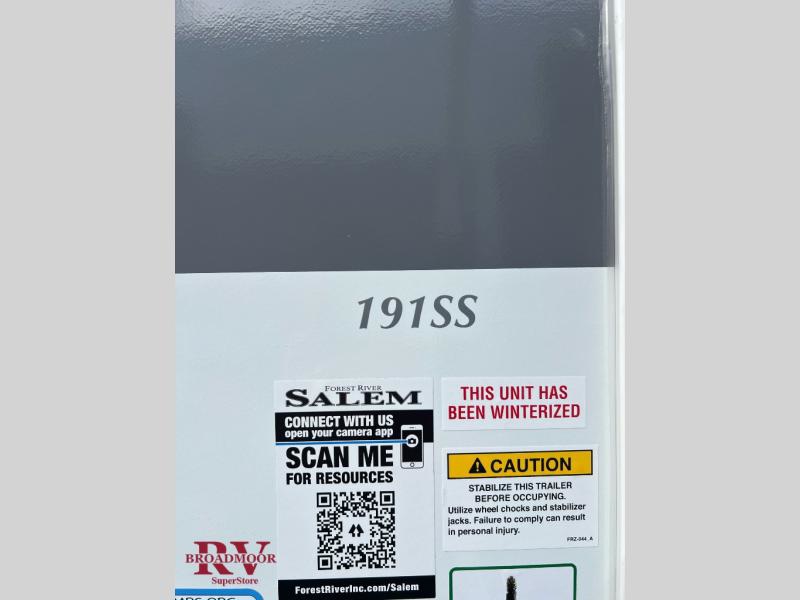 191SS
FOREST RIVER
SALEM
CONNECT WITH US
open your camera app
SCAN ME
FOR RESOURCES
ForestRiverInc.com/Salem
THIS UNIT HAS
BEEN WINTERIZED
CAUTION
STABILIZE THIS TRAILER
BEFORE OCCUPYING.
Utilize wheel chocks and stabilizer
jacks. Failure to comply can result
in personal injury.
FRZ-044_A
RV
BROADMOOR
SuperStore